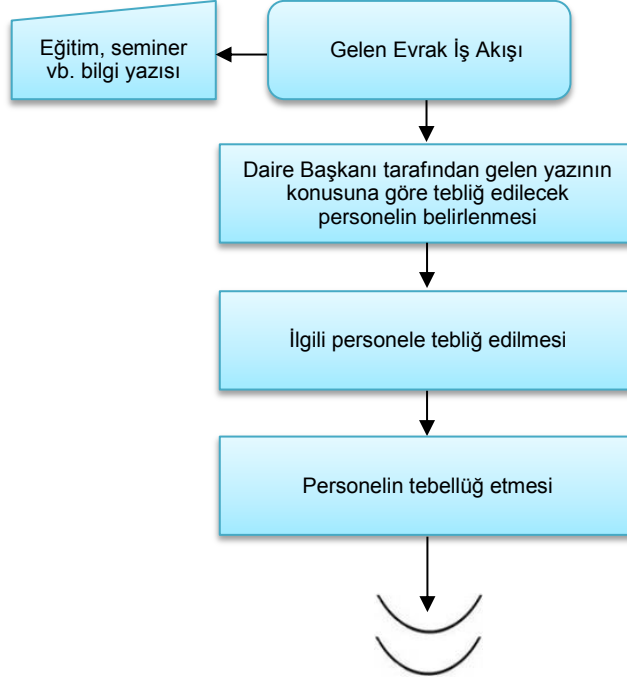 Eğitim, seminer
vb. bilgi yazısı
Gelen Evrak İş Akışı
Daire Başkanı tarafından gelen yazının
konusuna göre tebliğ edilecek
personelin belirlenmesi
İlgili personele tebliğ edilmesi
Personelin tebellüğ etmesi